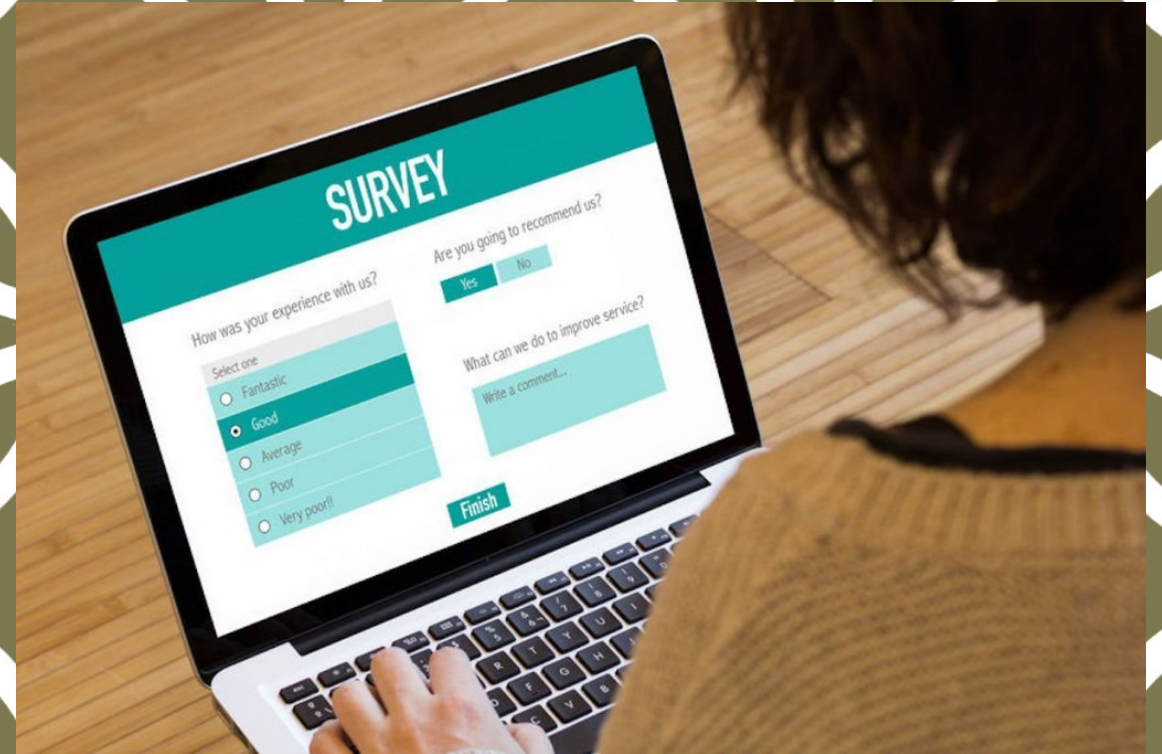 SURVEY
How was your experience with us?
Select one
Fantastic
Good
Average
Poor
Very poor!!
Are you going to recommend us?
Yes
No
What can we do to improve service?
Write a comment...
Finish